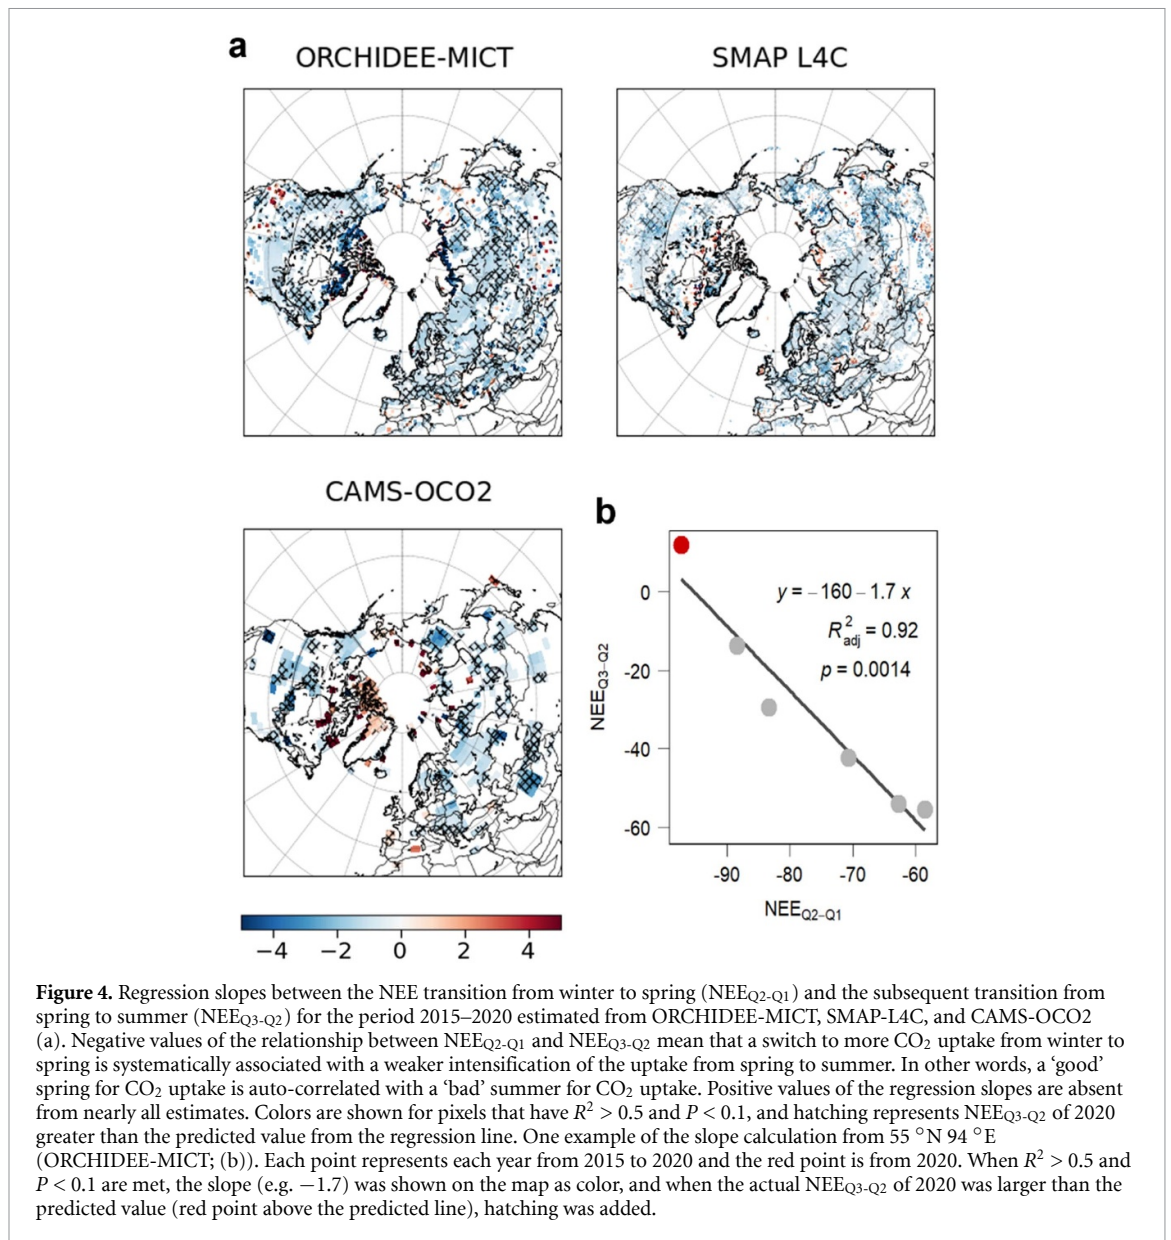 a
ORCHIDEE-MICT
SMAP L4C
CAMS-OCO2
b
y = −160 − 1.7 x
R²adj = 0.92
p = 0.0014
NEEQ3−Q2
0
-20
-40
-60
-90 -80 -70 -60
NEEQ2−Q1
−4 −2 0 2 4
Figure 4. Regression slopes between the NEE transition from winter to spring (NEEQ2-Q1) and the subsequent transition from
spring to summer (NEEQ3-Q2) for the period 2015–2020 estimated from ORCHIDEE-MICT, SMAP-L4C, and CAMS-OCO2
(a). Negative values of the relationship between NEEQ2-Q1 and NEEQ3-Q2 mean that a switch to more CO2 uptake from winter to
spring is systematically associated with a weaker intensification of the uptake from spring to summer. In other words, a ‘good’
spring for CO2 uptake is auto-correlated with a ‘bad’ summer for CO2 uptake. Positive values of the regression slopes are absent
from nearly all estimates. Colors are shown for pixels that have R² > 0.5 and P < 0.1, and hatching represents NEEQ3-Q2 of 2020
greater than the predicted value from the regression line. One example of the slope calculation from 55 °N 94 °E
(ORCHIDEE-MICT; (b)). Each point represents each year from 2015 to 2020 and the red point is from 2020. When R² > 0.5 and
P < 0.1 are met, the slope (e.g. −1.7) was shown on the map as color, and when the actual NEEQ3-Q2 of 2020 was larger than the
predicted value (red point above the predicted line), hatching was added.